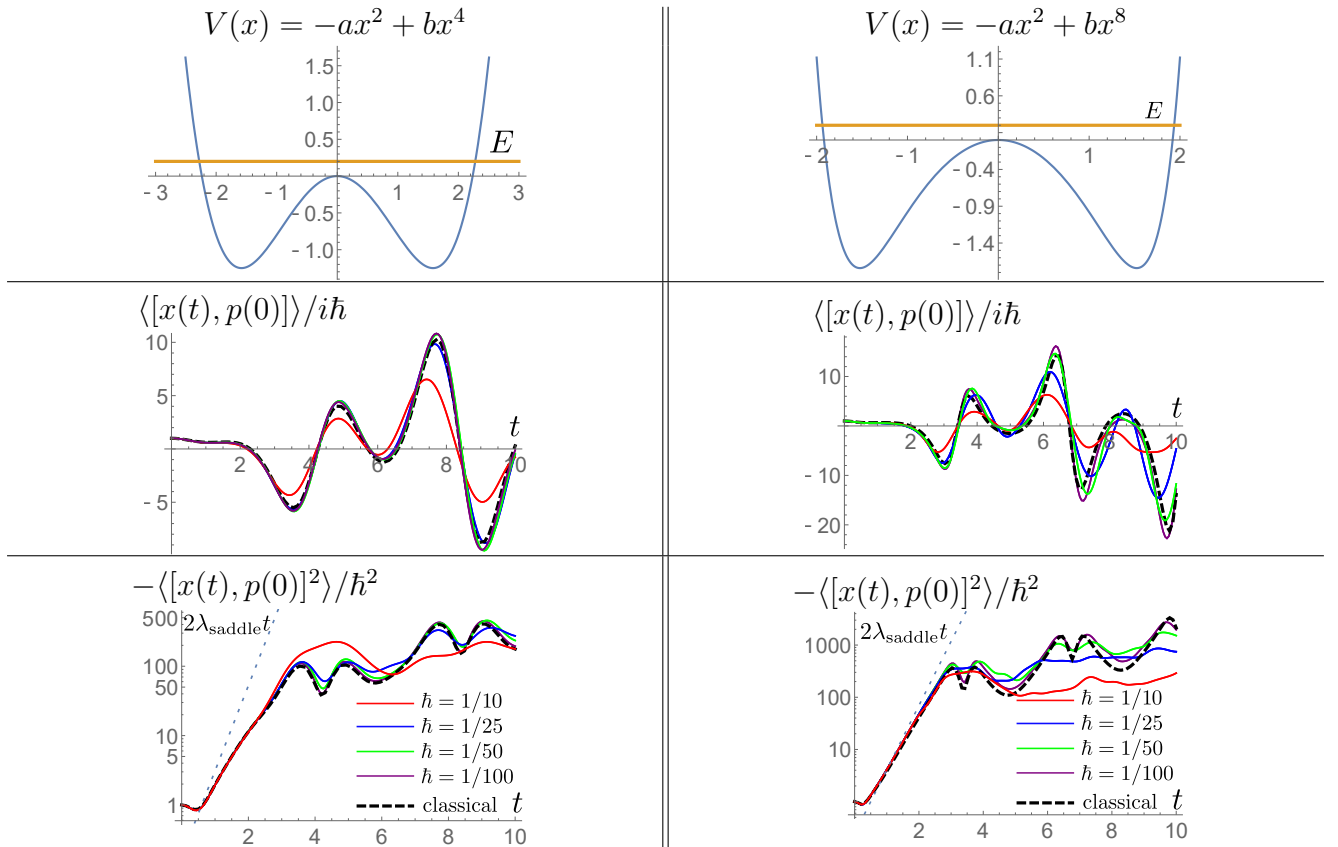 V(x) = −ax² + bx⁴
1.5
1.0
0.5
E
-3 -2 -1 1 2 3
-0.5
-1.0
V(x) = −ax² + bx⁸
1.1
0.6
E
-2 -1 1 2
-0.4
-0.9
-1.4
⟨[x(t), p(0)]⟩/iħ
10
5
t
2 4 6 8 10
-5
⟨[x(t), p(0)]⟩/iħ
10
t
2 4 6 8 10
-10
-20
−⟨[x(t), p(0)]²⟩/ħ²
500
2λsaddle t
100
50
ħ = 1/10
ħ = 1/25
10
ħ = 1/50
5
ħ = 1/100
1
classical t
2 4 6 8 10
−⟨[x(t), p(0)]²⟩/ħ²
2λsaddle t
1000
100
ħ = 1/10
ħ = 1/25
10
ħ = 1/50
ħ = 1/100
1
classical t
2 4 6 8 10